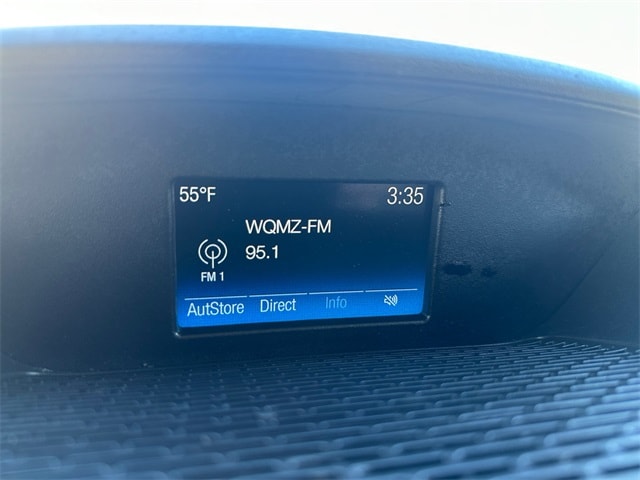 55°F 3:35
WQMZ-FM
95.1
FM 1
AutStore Direct Info